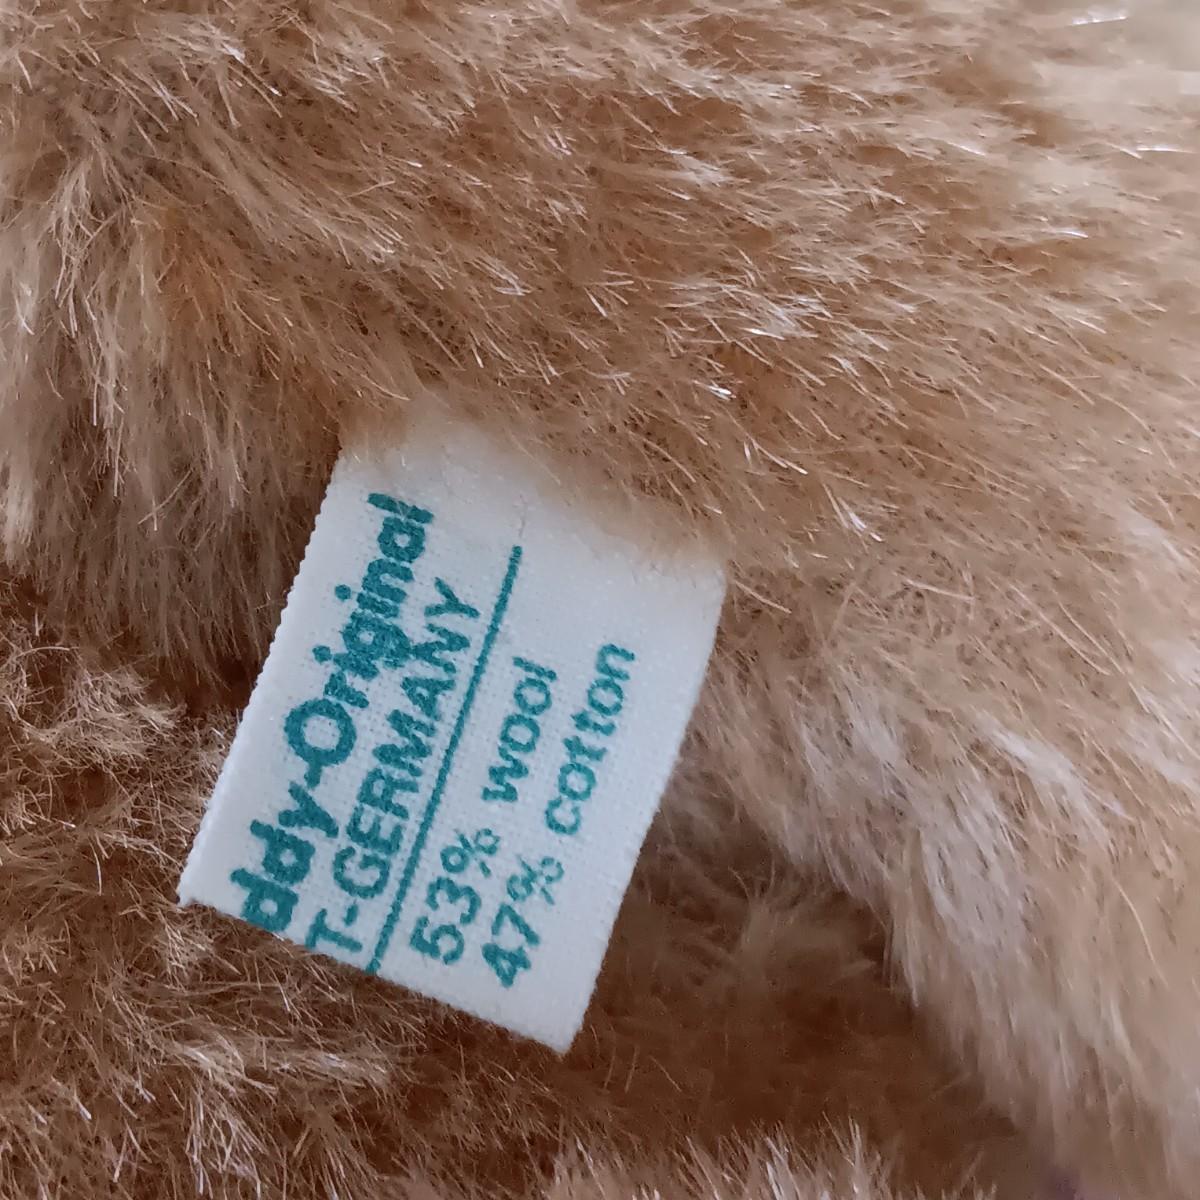 ddy-Original
T-GERMANY
53% wool
47% cotton